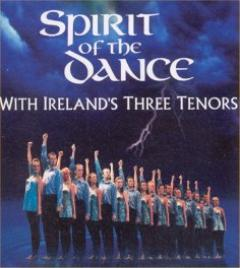 SPIRIT
OF THE
DANCE
WITH IRELAND'S THREE TENORS